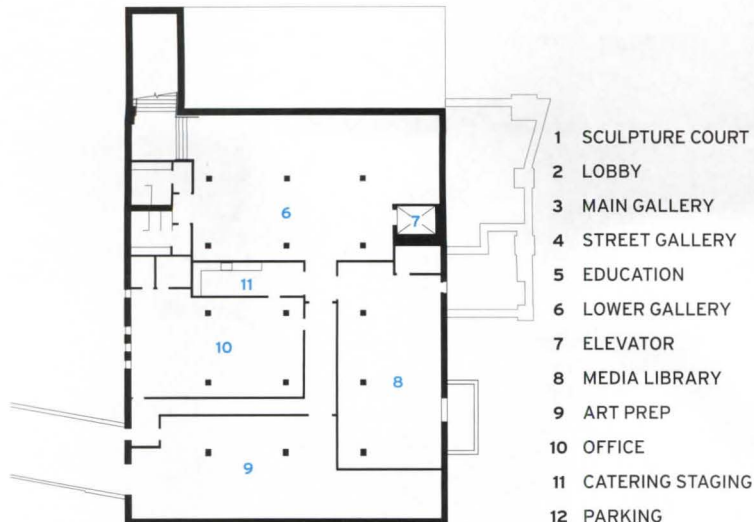 6
7
11
10
8
9
1 SCULPTURE COURT
2 LOBBY
3 MAIN GALLERY
4 STREET GALLERY
5 EDUCATION
6 LOWER GALLERY
7 ELEVATOR
8 MEDIA LIBRARY
9 ART PREP
10 OFFICE
11 CATERING STAGING
12 PARKING